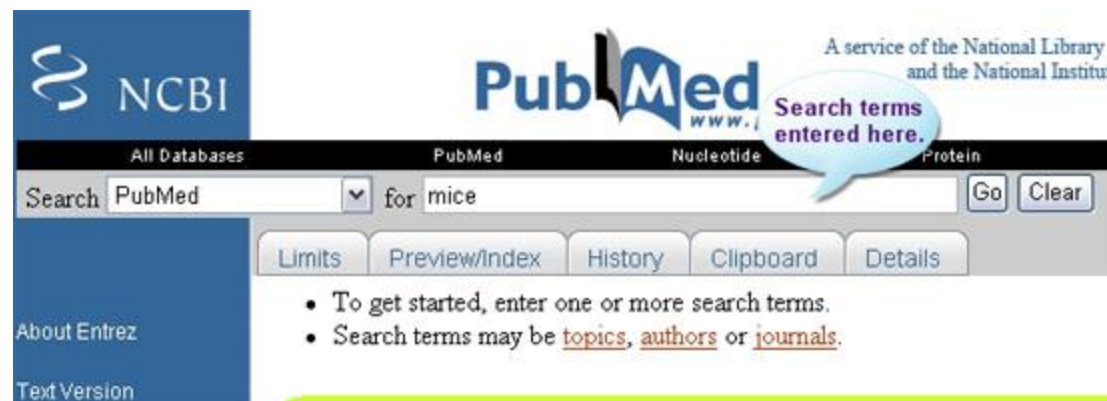 NCBI
PubMed
www.
A service of the National Library
and the National
Search terms
entered here.
All Databases
PubMed
Nucleotide
Protein
Search PubMed for mice Go Clear
Limits Preview/Index History Clipboard Details
• To get started, enter one or more search terms.
• Search terms may be topics, authors or journals.
About Entrez
Text Version